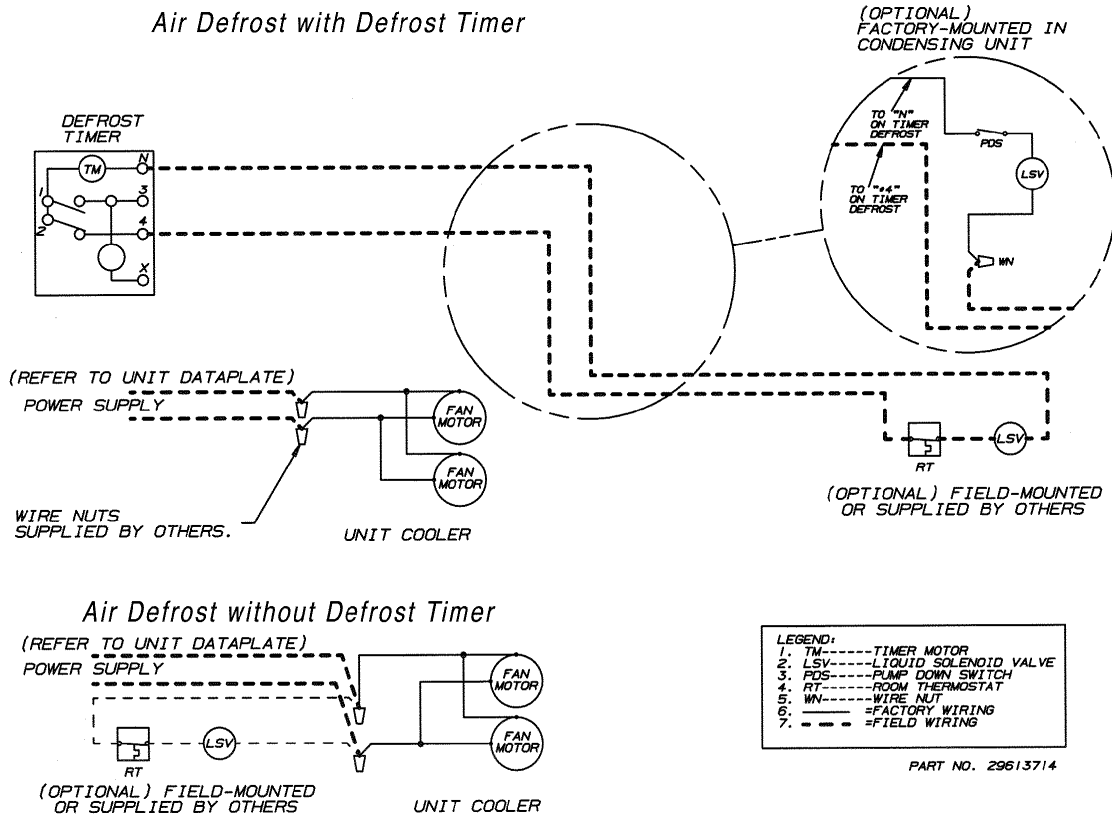 Air Defrost with Defrost Timer
(OPTIONAL)
FACTORY-MOUNTED IN
CONDENSING UNIT
DEFROST
TIMER
TM
N
1
3
2
4
X
TO "N"
ON TIMER
DEFROST
PDS
LSV
TO "#4"
ON TIMER
DEFROST
WN
(REFER TO UNIT DATAPLATE)
POWER SUPPLY
FAN
MOTOR
FAN
MOTOR
WIRE NUTS
SUPPLIED BY OTHERS.
UNIT COOLER
RT
LSV
(OPTIONAL) FIELD-MOUNTED
OR SUPPLIED BY OTHERS
Air Defrost without Defrost Timer
(REFER TO UNIT DATAPLATE)
POWER SUPPLY
FAN
MOTOR
FAN
MOTOR
RT
LSV
(OPTIONAL) FIELD-MOUNTED
OR SUPPLIED BY OTHERS
UNIT COOLER
LEGEND:
1. TM-----TIMER MOTOR
2. LSV-----LIQUID SOLENOID VALVE
3. PDS-----PUMP DOWN SWITCH
4. RT------ROOM THERMOSTAT
5. WN------WIRE NUT
6. =FACTORY WIRING
7. =FIELD WIRING
PART NO. 29613714